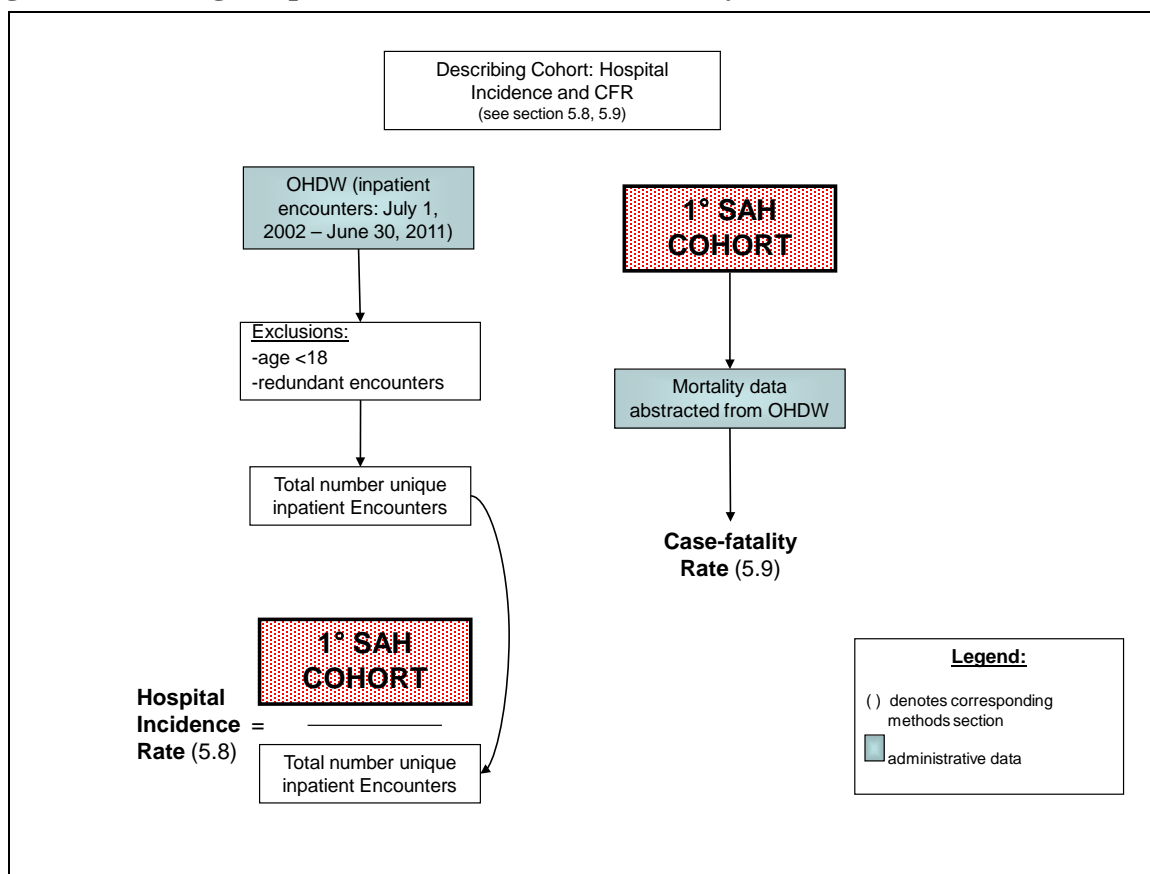 Describing Cohort: Hospital
Incidence and CFR
(see section 5.8, 5.9)
OHDW (inpatient
encounters: July 1,
2002 – June 30, 2011)
Exclusions:
-age <18
-redundant encounters
Total number unique
inpatient Encounters
1° SAH
COHORT
Hospital
Incidence =
Rate (5.8)
Total number unique
inpatient Encounters
1° SAH
COHORT
Mortality data
abstracted from OHDW
Case-fatality
Rate (5.9)
Legend:
( ) denotes corresponding
methods section
administrative data